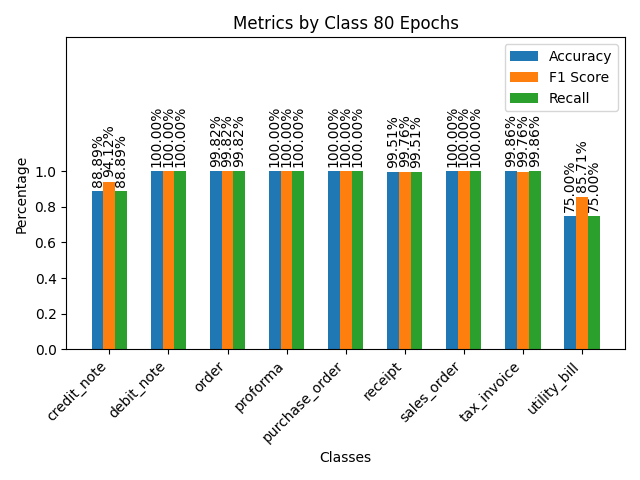 Metrics by Class 80 Epochs
Accuracy
F1 Score
Recall
88.89%
94.12%
88.89%
100.00%
100.00%
100.00%
99.82%
99.82%
99.82%
100.00%
100.00%
100.00%
100.00%
100.00%
100.00%
99.51%
99.76%
99.51%
100.00%
100.00%
100.00%
99.86%
99.76%
99.86%
75.00%
85.71%
75.00%
Percentage
1.0
0.8
0.6
0.4
0.2
0.0
credit_note
debit_note
order
proforma
purchase_order
receipt
sales_order
tax_invoice
utility_bill
Classes